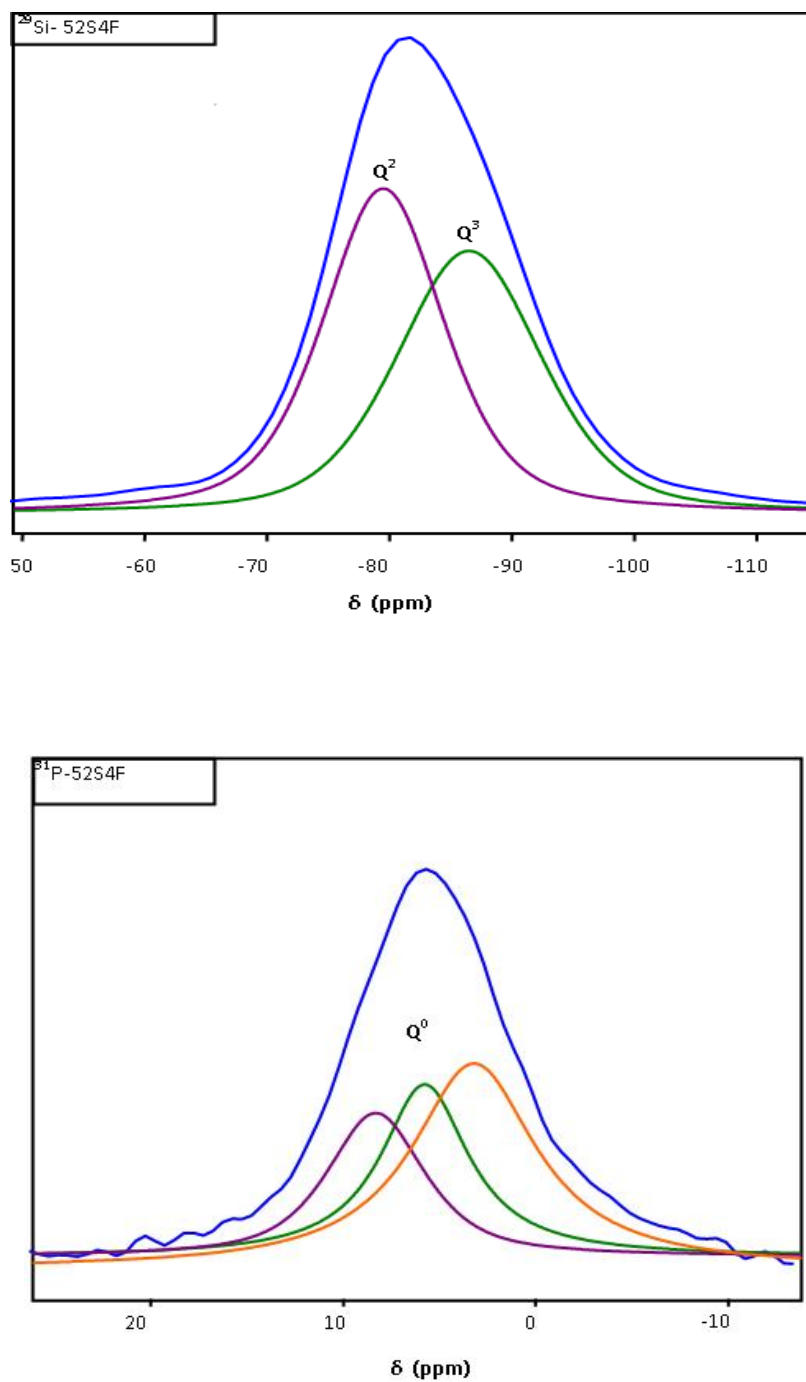 ²⁹Si- 52S4F
Q²
Q³
50 -60 -70 -80 -90 -100 -110
δ (ppm)
³¹P-52S4F
Q⁰
20 10 0 -10
δ (ppm)